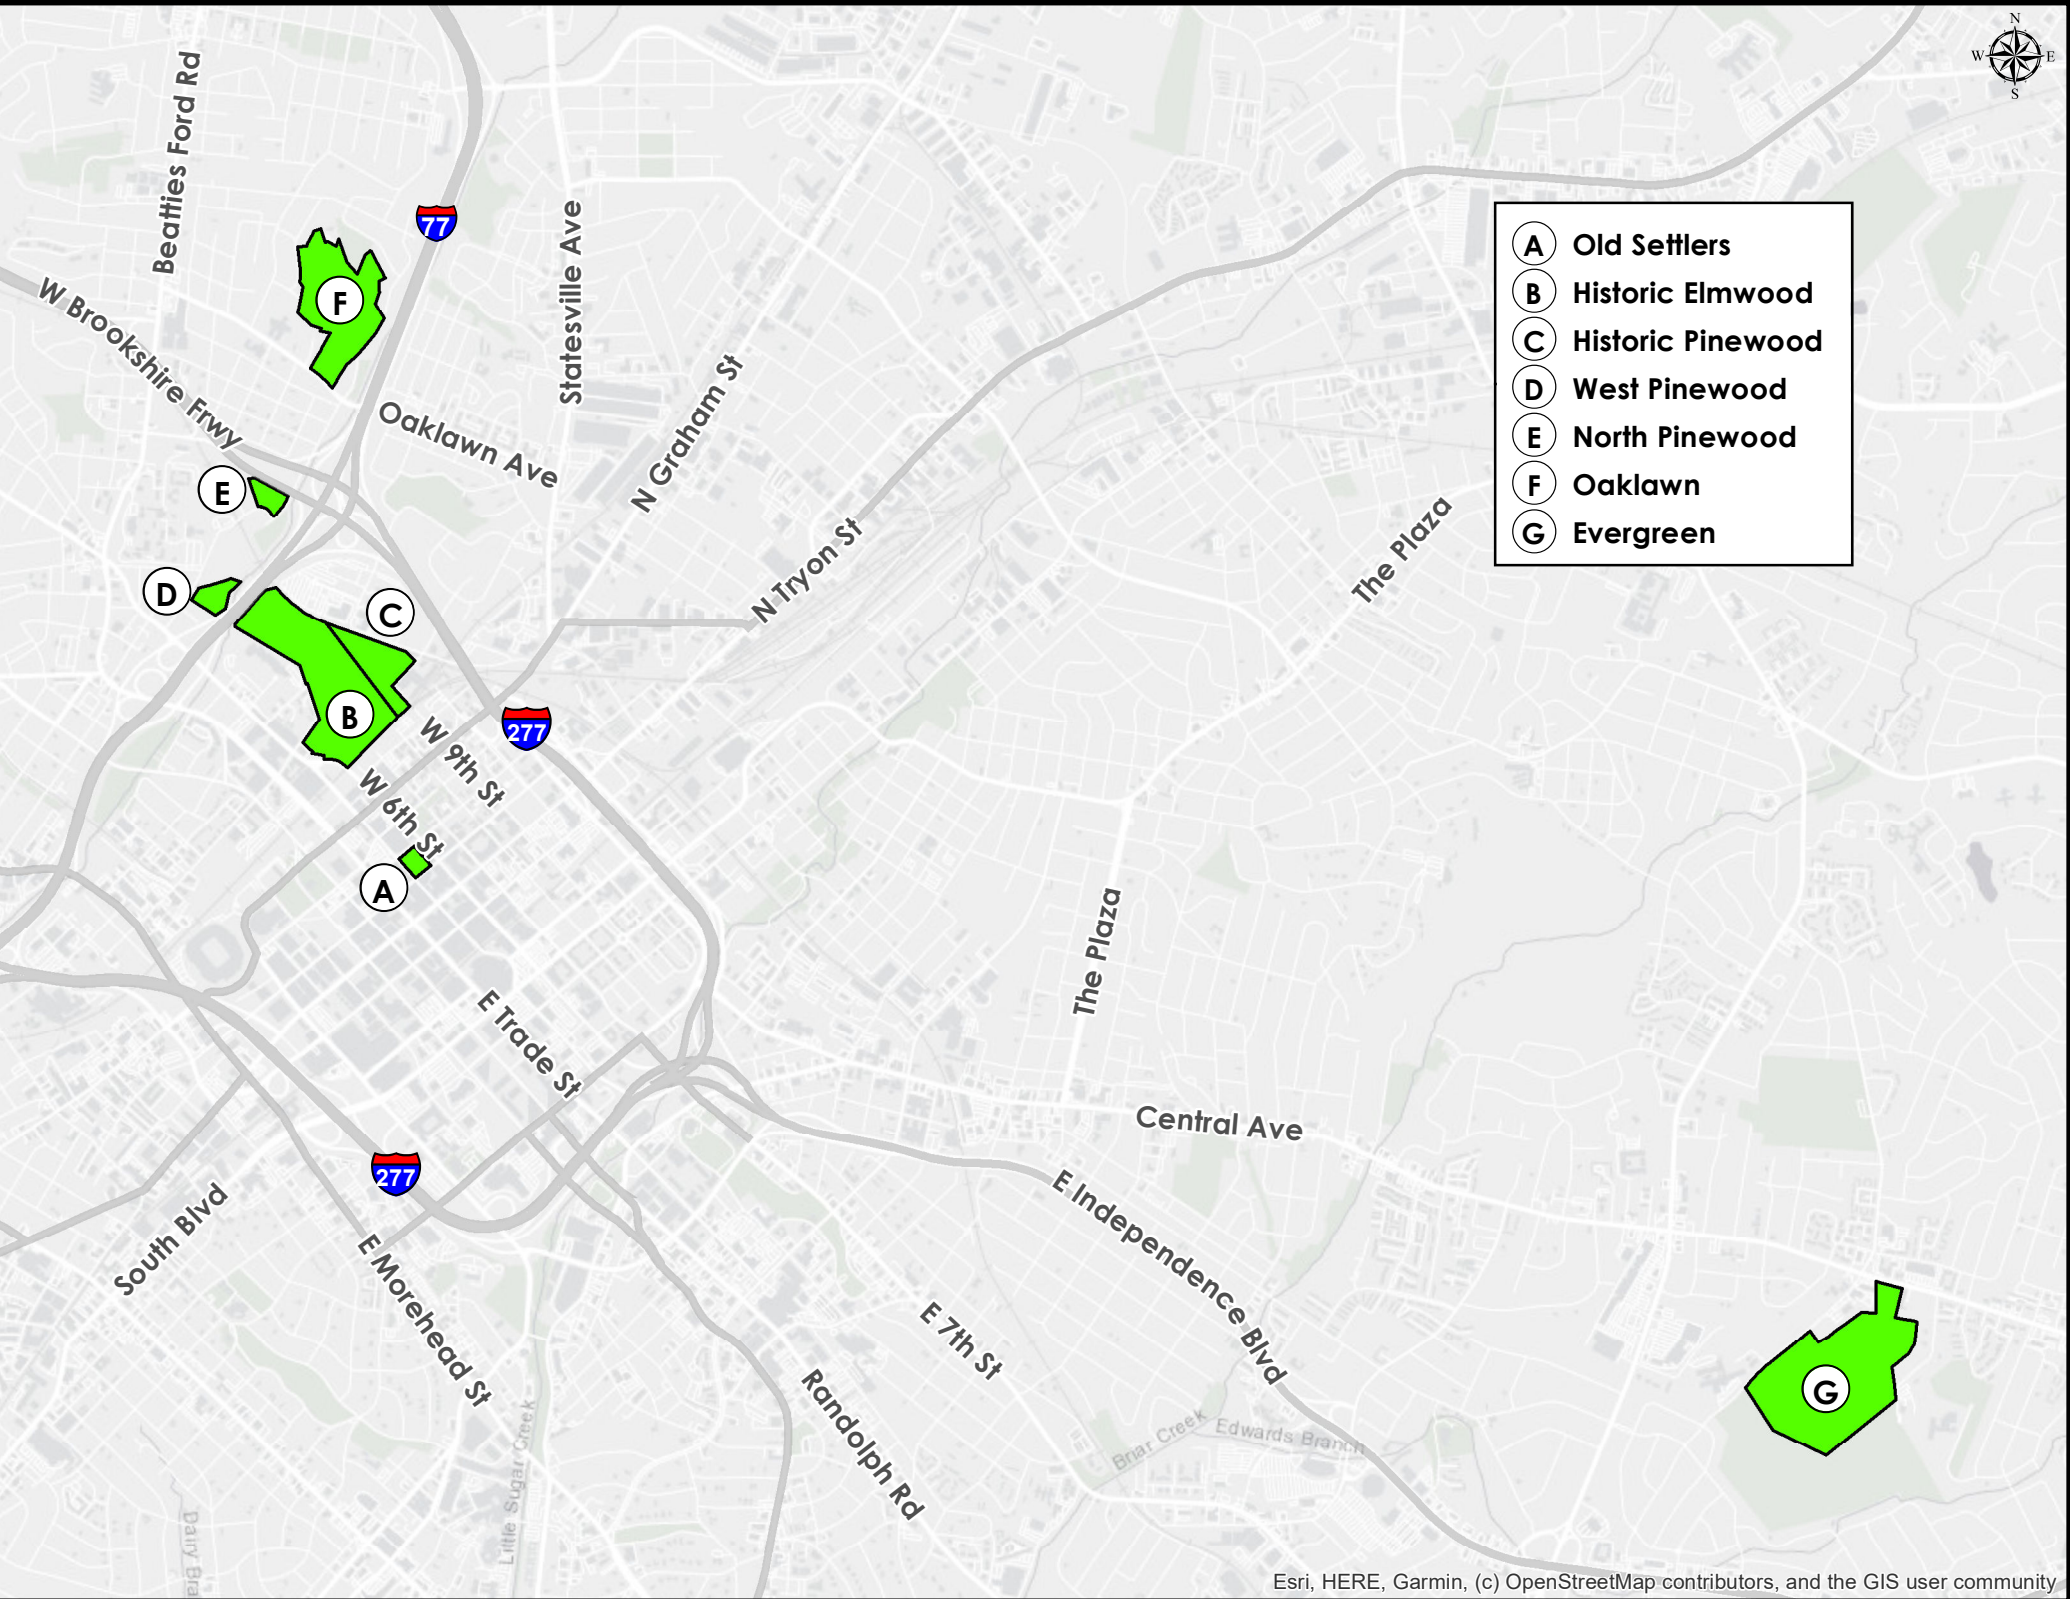 N
W E
S
Beatties Ford Rd
77
Statesville Ave
W Brookshire Frwy
F
Oaklawn Ave
N Graham St
E
N Tryon St
The Plaza
D
C
B
W 9th St
277
W 6th St
A
The Plaza
E Trade St
Central Ave
277
South Blvd
E Morehead St
E Independence Blvd
E 7th St
Randolph Rd
Briar Creek
Edwards Branch
Little Sugar Creek
Dairy Bra
G
A Old Settlers
B Historic Elmwood
C Historic Pinewood
D West Pinewood
E North Pinewood
F Oaklawn
G Evergreen
Esri, HERE, Garmin, (c) OpenStreetMap contributors, and the GIS user community